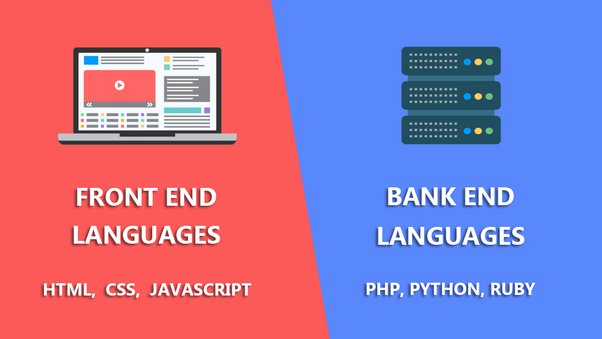 FRONT END
LANGUAGES
HTML, CSS, JAVASCRIPT
BANK END
LANGUAGES
PHP, PYTHON, RUBY